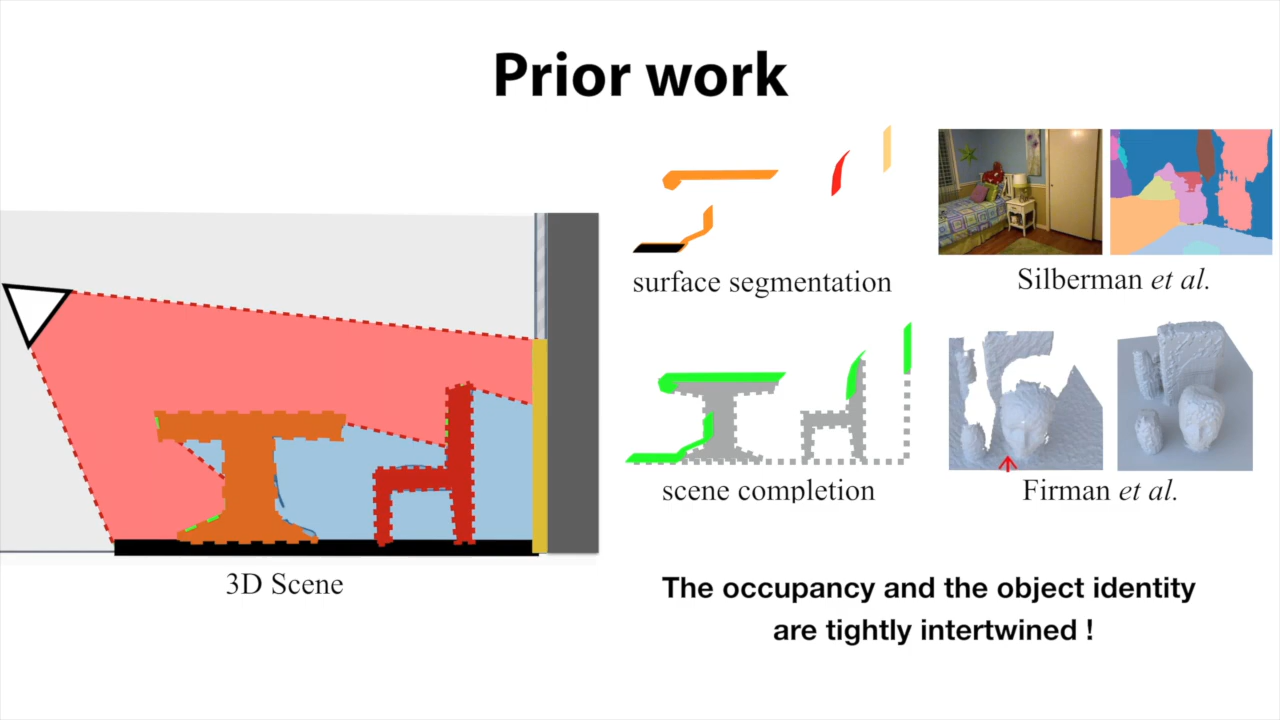 Prior work
surface segmentation
Silberman et al.
scene completion
Firman et al.
3D Scene
The occupancy and the object identity
are tightly intertwined !